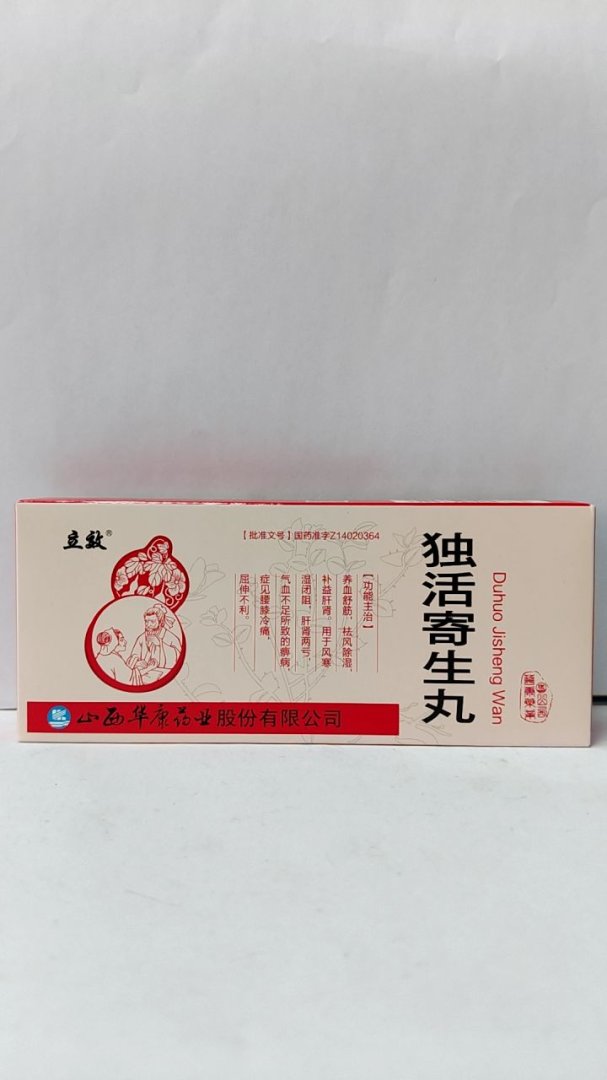 立效®
【批准文号】国药准字Z14020364
独活寄生丸
Duhuo Jisheng Wan
【功能主治】
养血舒筋，祛风除湿，
补益肝肾。用于风寒
湿闭阻，肝肾两亏，
气血不足所致的痹病，
症见腰膝冷痛，
屈伸不利。
山西华康药业股份有限公司